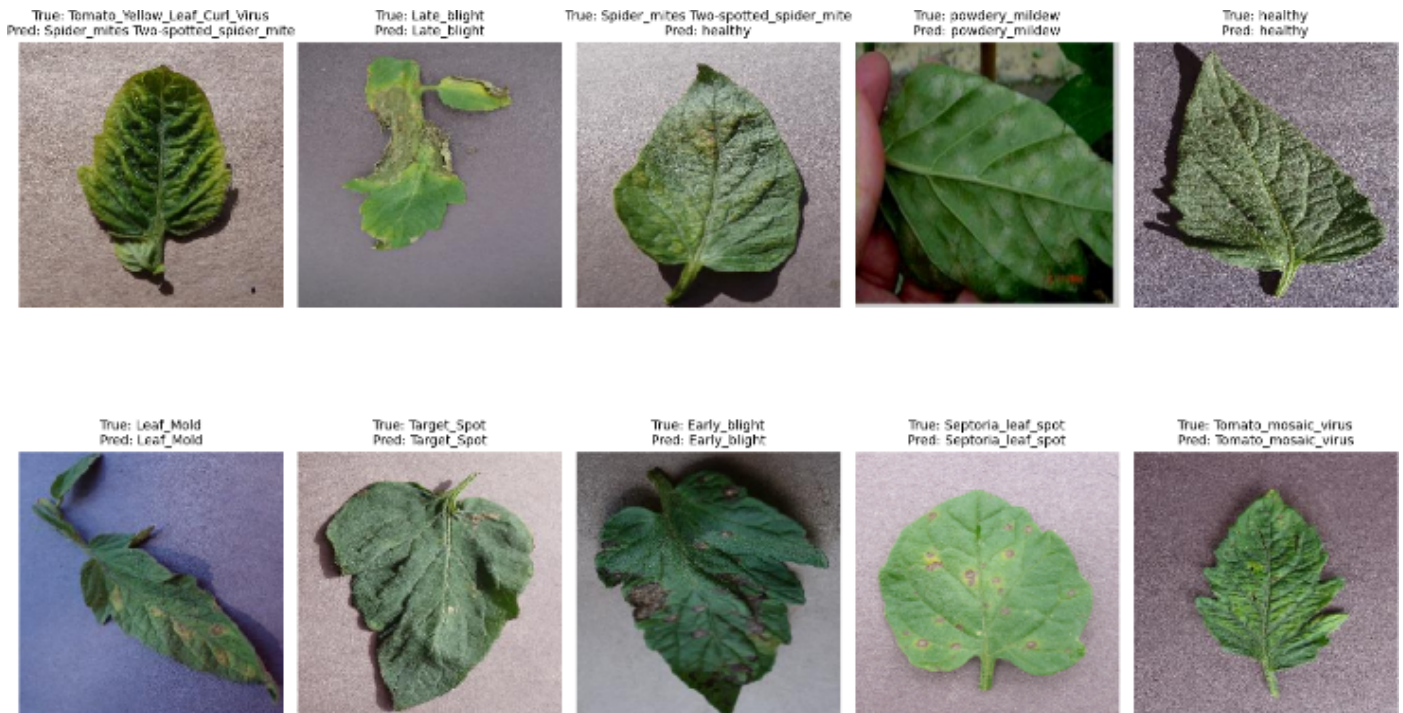 True: Tomato_Yellow_Leaf_Curl_Virus
Pred: Spider_mites Two-spotted_spider_mite
True: Late_blight
Pred: Late_blight
True: Spider_mites Two-spotted_spider_mite
Pred: healthy
True: powdery_mildew
Pred: powdery_mildew
True: healthy
Pred: healthy
True: Leaf_Mold
Pred: Leaf_Mold
True: Target_Spot
Pred: Target_Spot
True: Early_blight
Pred: Early_blight
True: Septoria_leaf_spot
Pred: Septoria_leaf_spot
True: Tomato_mosaic_virus
Pred: Tomato_mosaic_virus